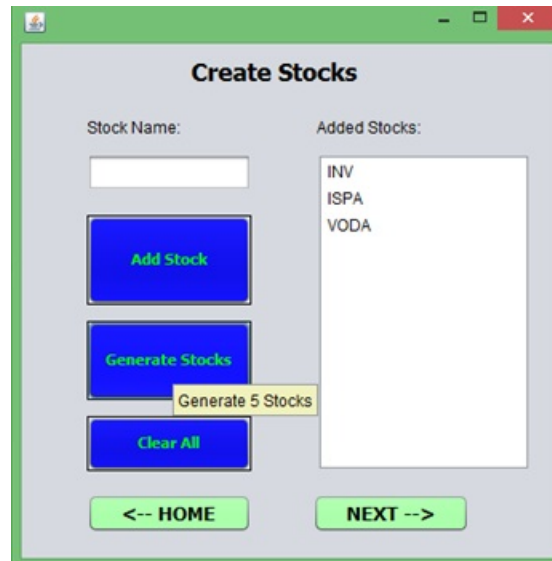 Create Stocks
Stock Name:
Added Stocks:
INV
ISPA
VODA
Add Stock
Generate Stocks
Generate 5 Stocks
Clear All
<-- HOME
NEXT -->